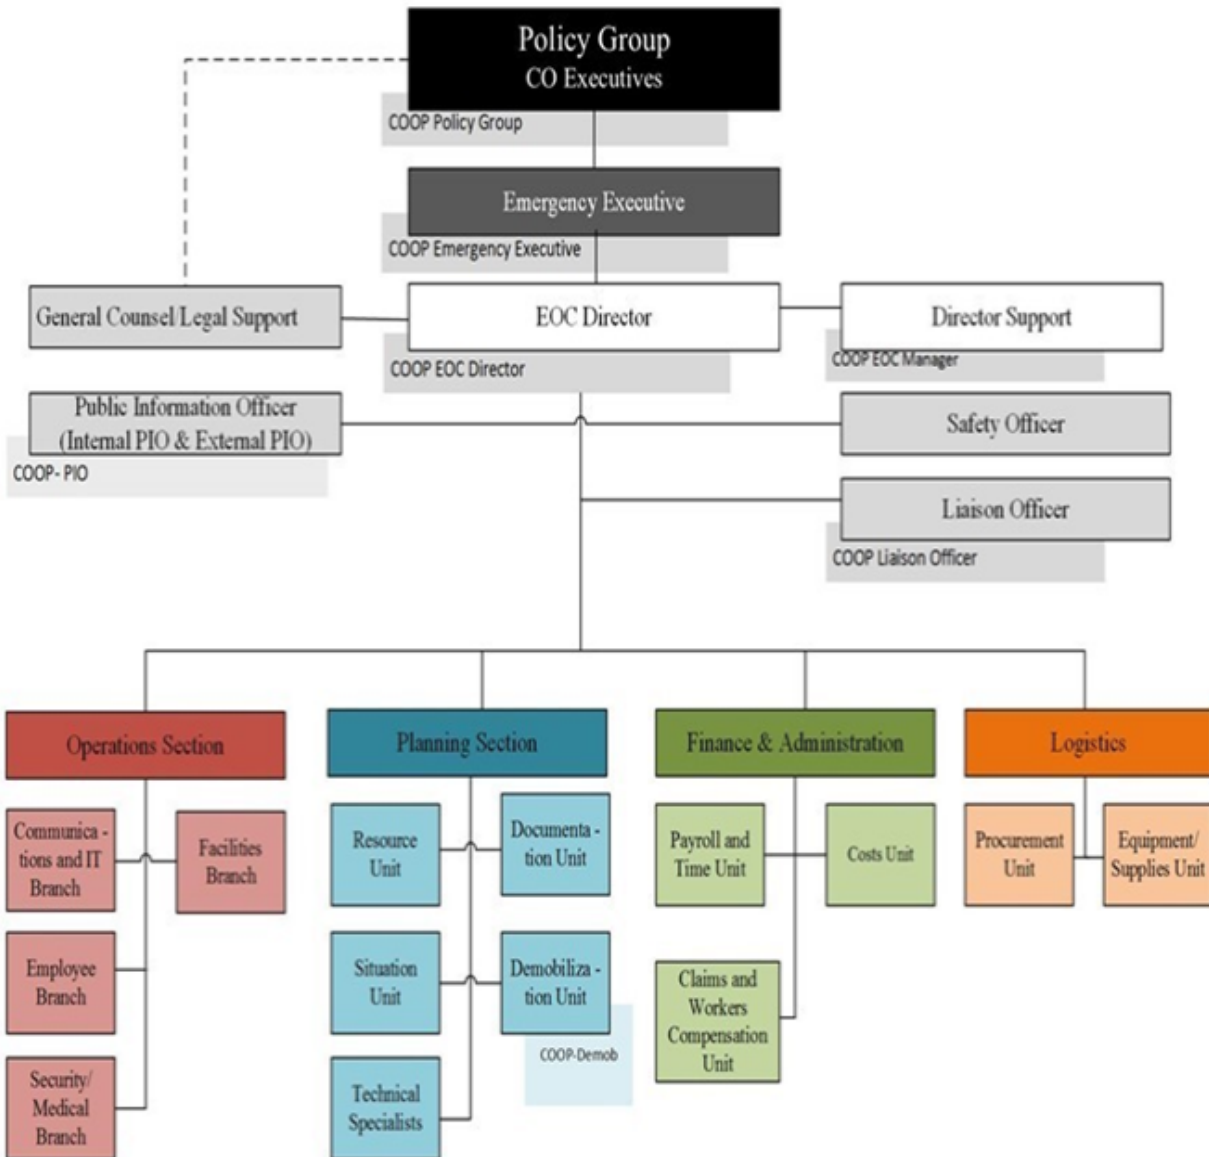 Policy Group
CO Executives
COOP Policy Group
Emergency Executive
COOP Emergency Executive
General Counsel/Legal Support
EOC Director
Director Support
COOP EOC Director
COOP EOC Manager
Public Information Officer
(Internal PIO & External PIO)
Safety Officer
COOP- PIO
Liaison Officer
COOP Liaison Officer
Operations Section
Planning Section
Finance & Administration
Logistics
Communica -
tions and IT
Branch
Facilities
Branch
Resource
Unit
Documenta -
tion Unit
Payroll and
Time Unit
Costs Unit
Procurement
Unit
Equipment/
Supplies Unit
Employee
Branch
Situation
Unit
Demobiliza -
tion Unit
COOP-Demob
Claims and
Workers
Compensation
Unit
Security/
Medical
Branch
Technical
Specialists